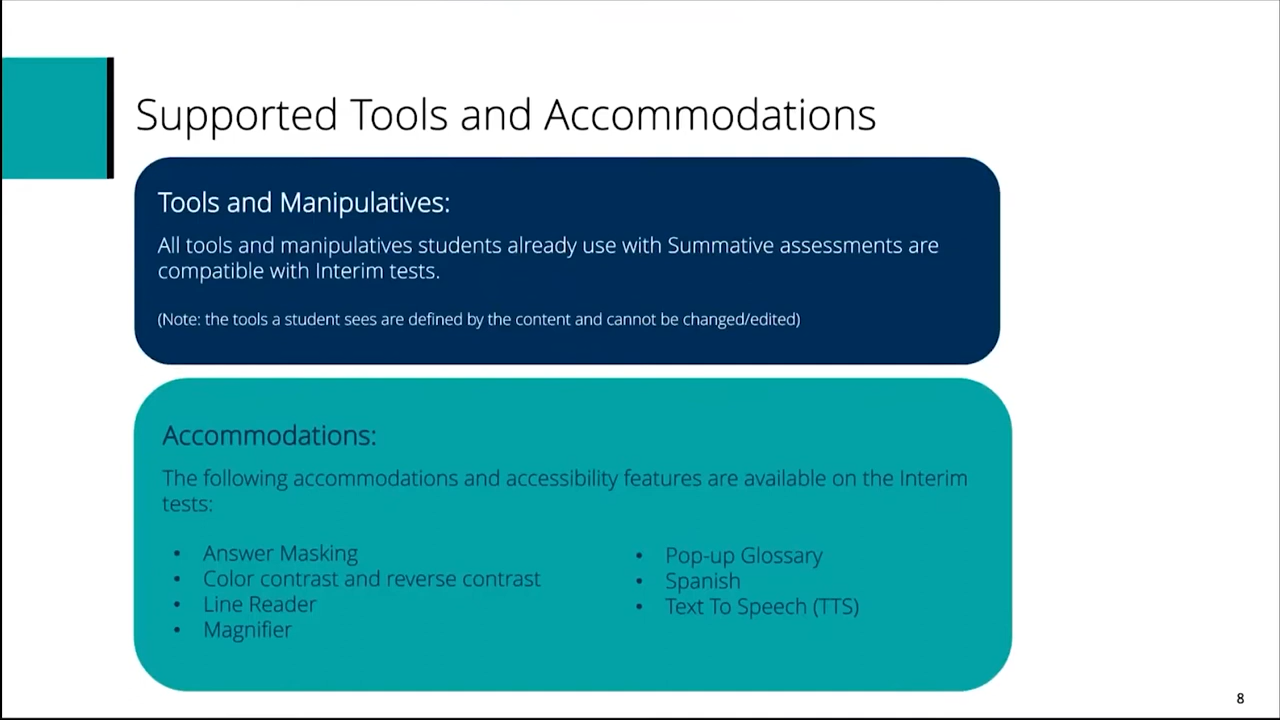 Supported Tools and Accommodations
Tools and Manipulatives:
All tools and manipulatives students already use with Summative assessments are
compatible with Interim tests.
(Note: the tools a student sees are defined by the content and cannot be changed/edited)
Accommodations:
The following accommodations and accessibility features are available on the Interim
tests:
• Answer Masking
• Color contrast and reverse contrast
• Line Reader
• Magnifier
• Pop-up Glossary
• Spanish
• Text To Speech (TTS)
8